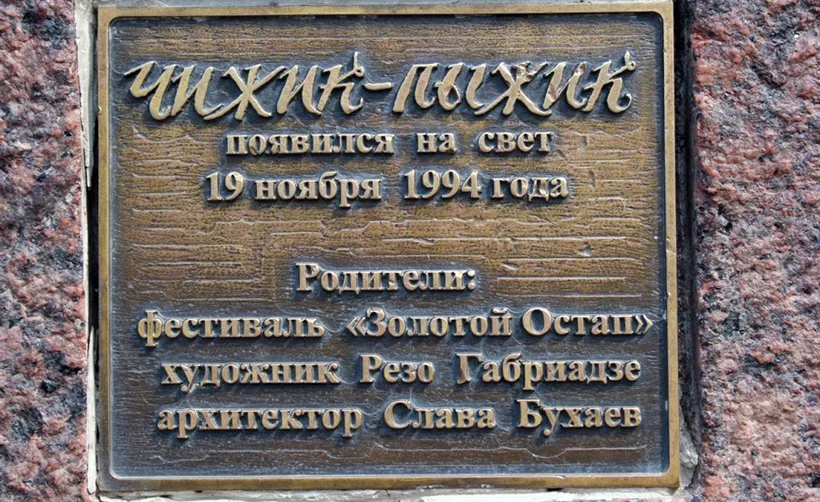 Чижик-Пыжик
появился на свет
19 ноября 1994 года
Родители:
фестиваль «Золотой Остап»
художник Резо Габриадзе
архитектор Слава Бухаев